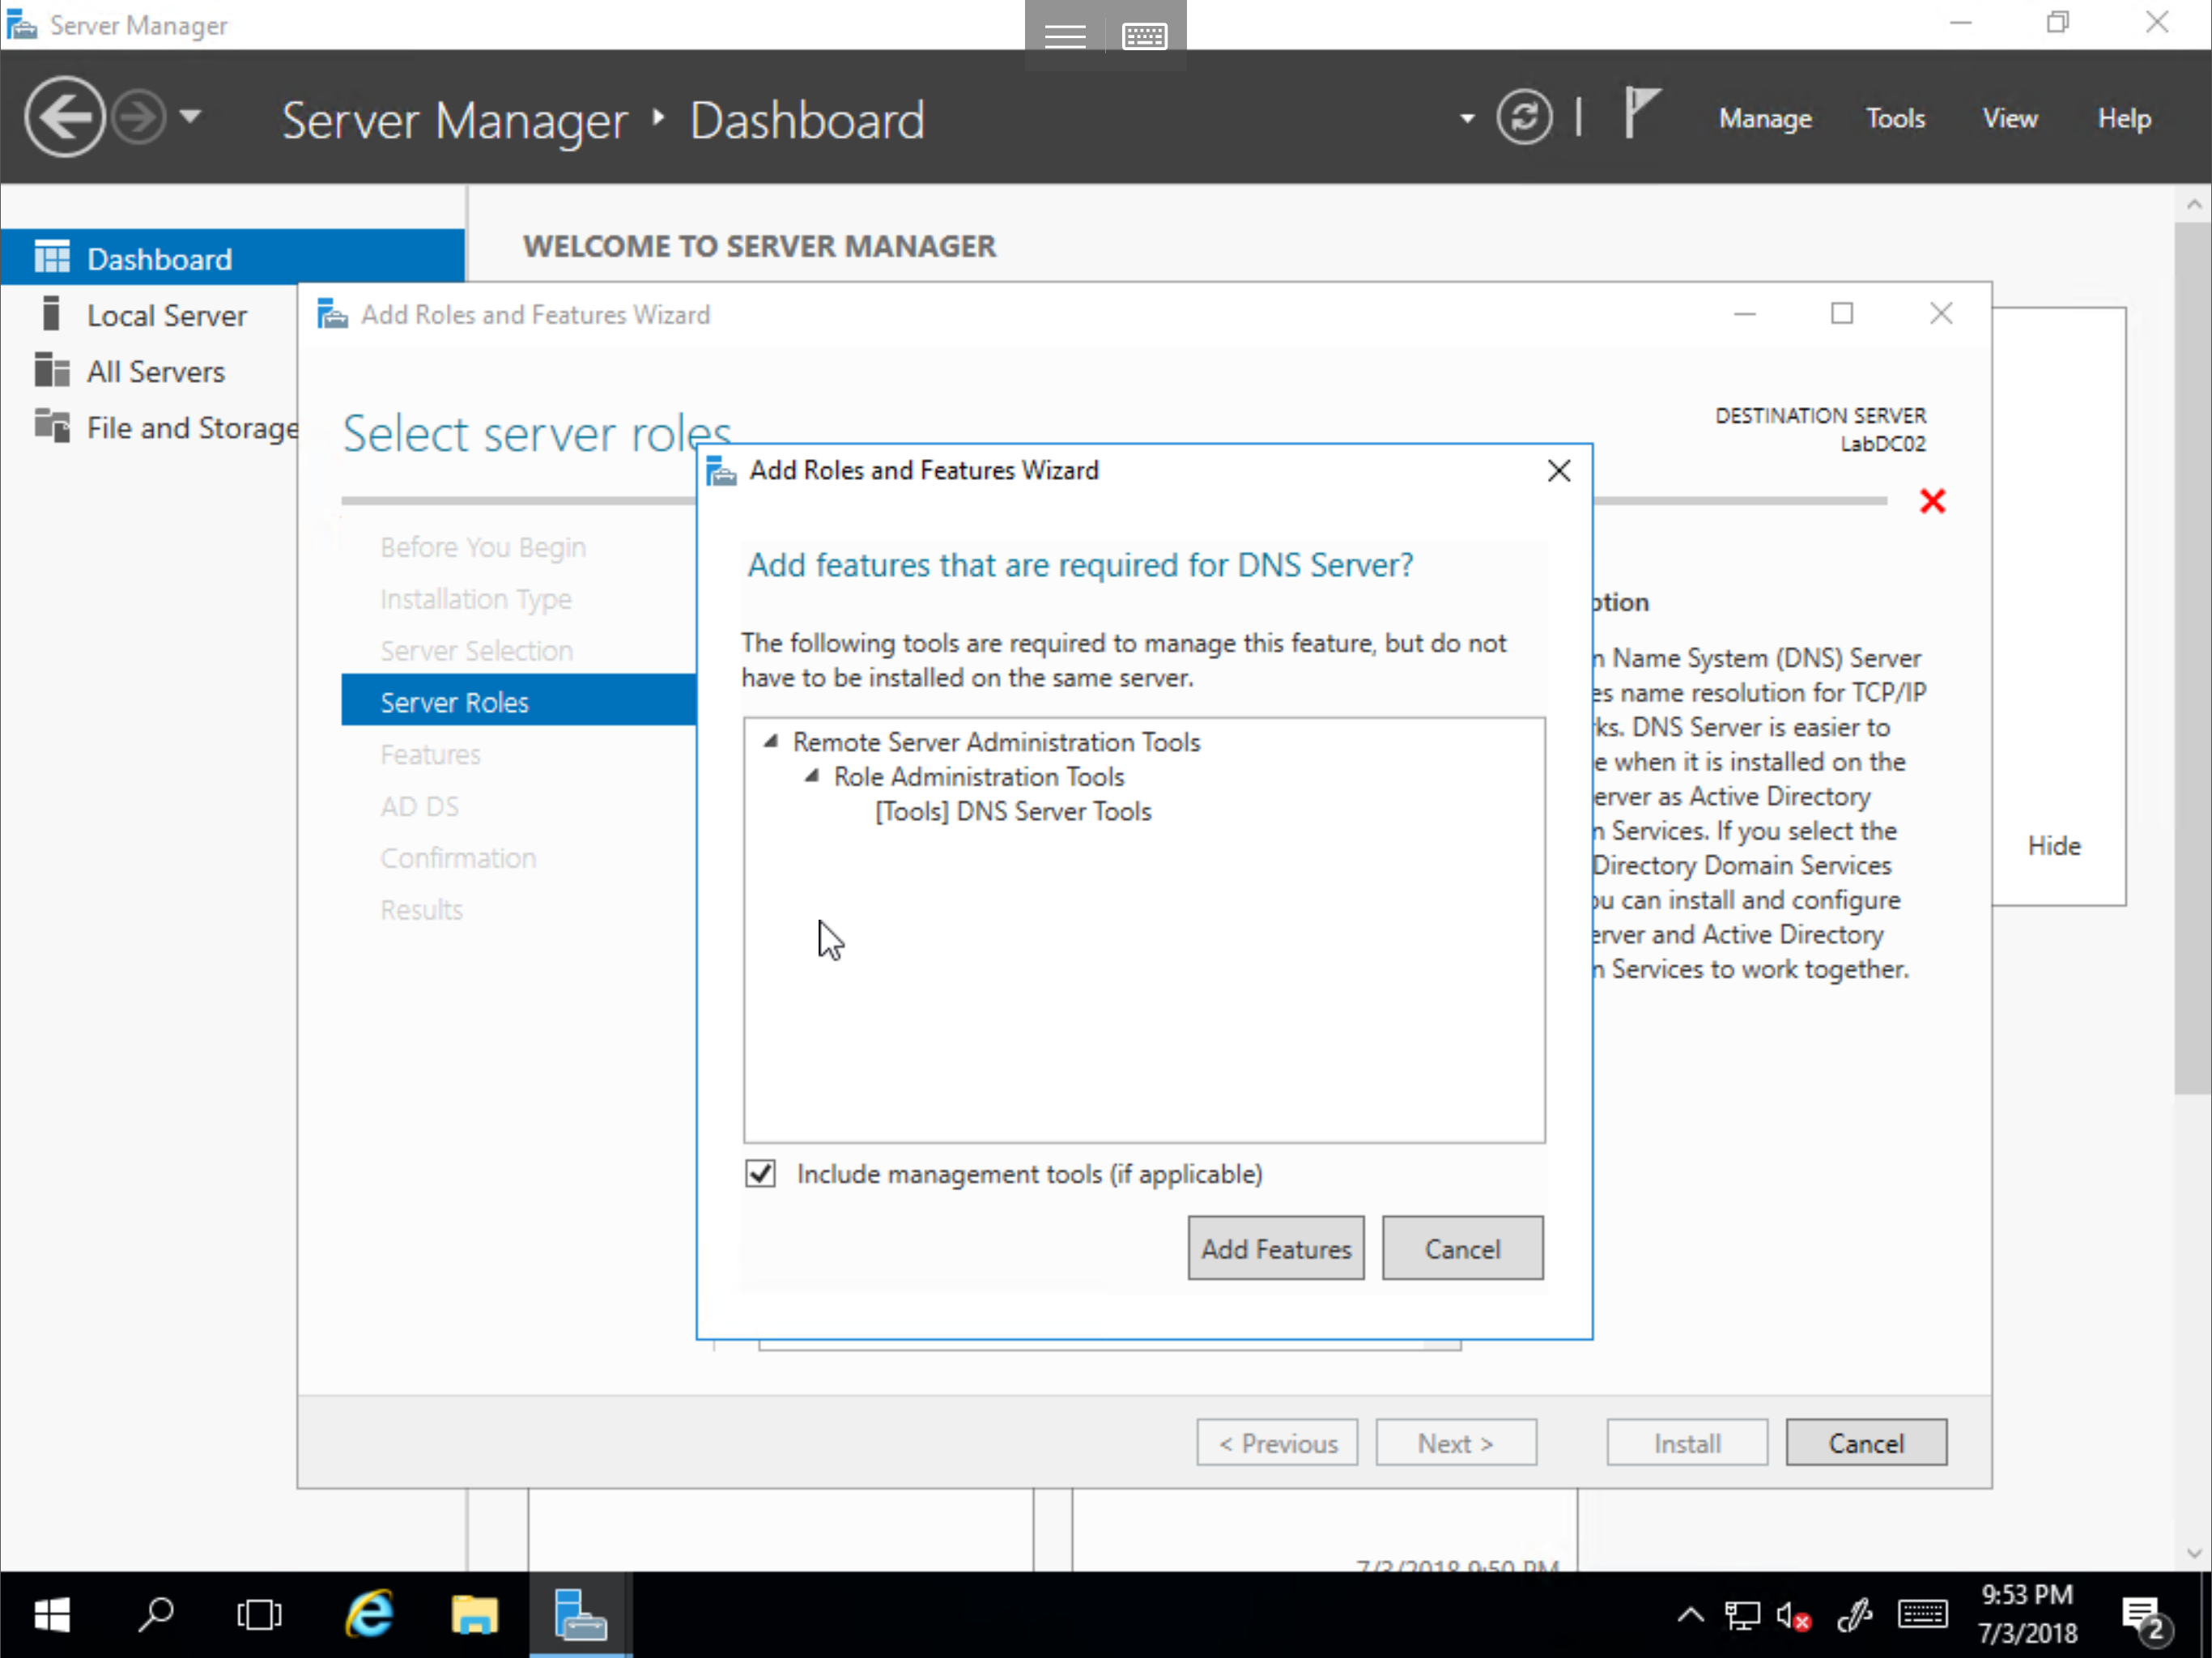 Server Manager
Server Manager ‣ Dashboard
Manage
Tools
View
Help
Dashboard
Local Server
All Servers
File and Storage
WELCOME TO SERVER MANAGER
Add Roles and Features Wizard
Select server roles
DESTINATION SERVER
LabDC02
Before You Begin
Installation Type
Server Selection
Server Roles
Features
AD DS
Confirmation
Results
Add Roles and Features Wizard
Add features that are required for DNS Server?
The following tools are required to manage this feature, but do not
have to be installed on the same server.
Remote Server Administration Tools
Role Administration Tools
[Tools] DNS Server Tools
Include management tools (if applicable)
Add Features
Cancel
Name System (DNS) Server
name resolution for TCP/IP
DNS Server is easier to
when it is installed on the
as Active Directory
Services. If you select the
Directory Domain Services
can install and configure
and Active Directory
Services to work together.
Hide
< Previous
Next >
Install
Cancel
7/3/2018 9:50 PM
9:53 PM
7/3/2018
2